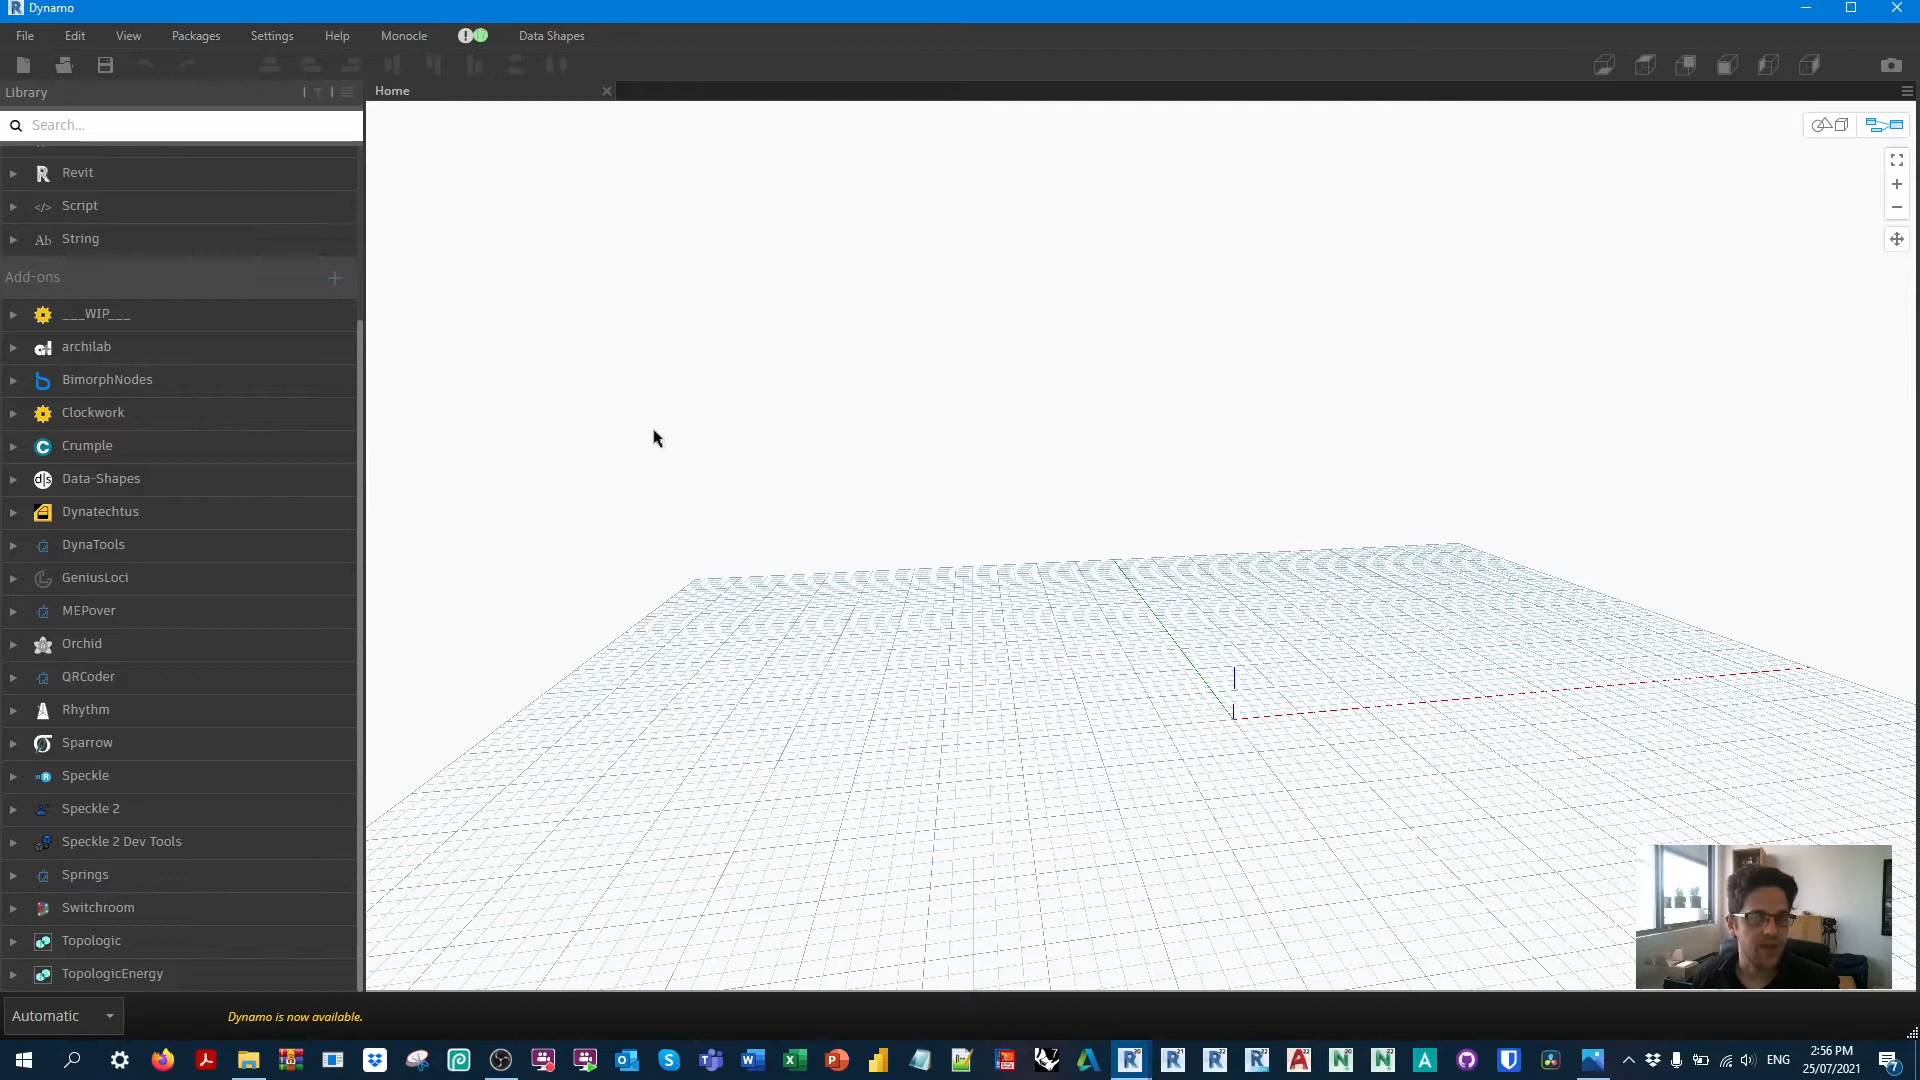 Dynamo
File Edit View Packages Settings Help Monocle Data Shapes
Library
Home
Search...
Revit
Script
Ab String
Add-ons
___WIP___
archilab
BimorphNodes
Clockwork
Crumple
Data-Shapes
Dynatechtus
DynaTools
GeniusLoci
MEPover
Orchid
QRCoder
Rhythm
Sparrow
Speckle
Speckle 2
Speckle 2 Dev Tools
Springs
Switchroom
Topologic
TopologicEnergy
Automatic
Dynamo is now available.
ENG
2:56 PM
25/07/2021